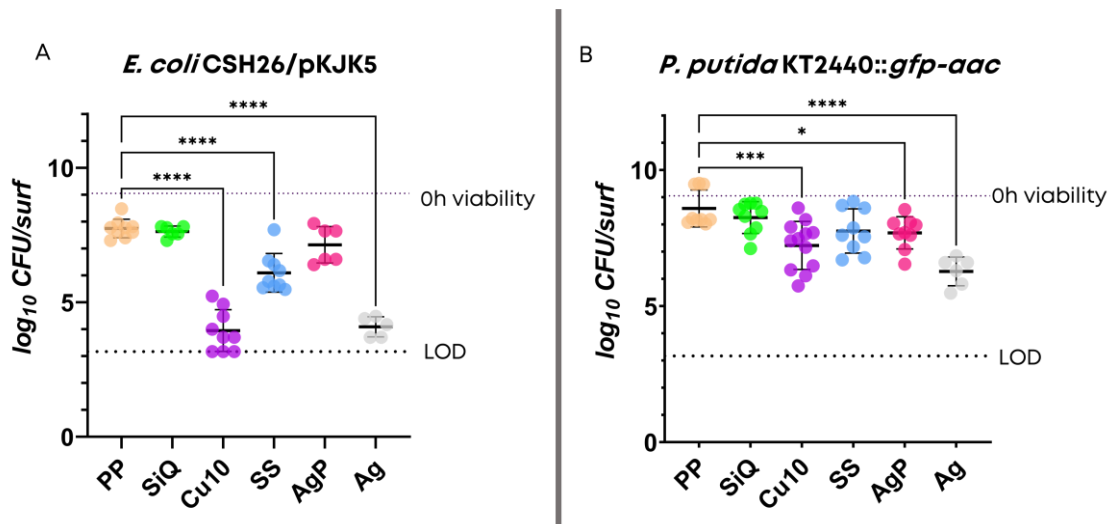 A
E. coli CSH26/pKJK5
****
****
****
10
5
0
log10 CFU/surf
0h viability
LOD
PP
SiQ
Cu10
SS
AgP
Ag
B
P. putida KT2440::gfp-aac
****
*
***
10
5
0
log10 CFU/surf
0h viability
LOD
PP
SiQ
Cu10
SS
AgP
Ag